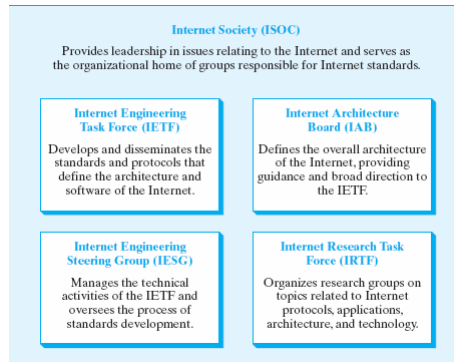 Internet Society (ISOC)
Provides leadership in issues relating to the Internet and serves as
the organizational home of groups responsible for Internet standards.
Internet Engineering
Task Force (IETF)
Develops and disseminates the
standards and protocols that
define the architecture and
software of the Internet.
Internet Architecture
Board (IAB)
Defines the overall architecture
of the Internet, providing
guidance and broad direction to
the IETF.
Internet Engineering
Steering Group (IESG)
Manages the technical
activities of the IETF and
oversees the process of
standards development.
Internet Research Task
Force (IRTF)
Organizes research groups on
topics related to Internet
protocols, applications,
architecture, and technology.